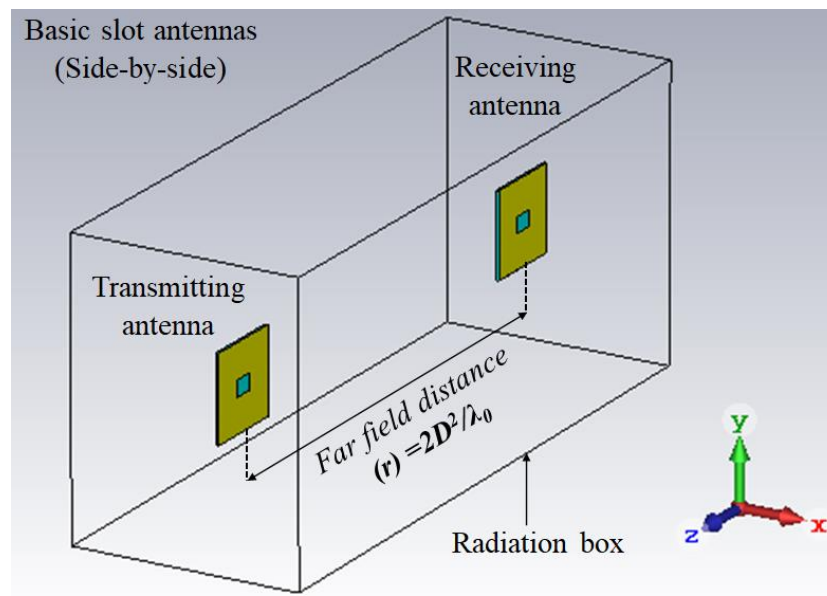 Basic slot antennas
(Side-by-side)
Receiving
antenna
Transmitting
antenna
Far field distance
(r) =2D²/λ₀
Radiation box
y
z
x